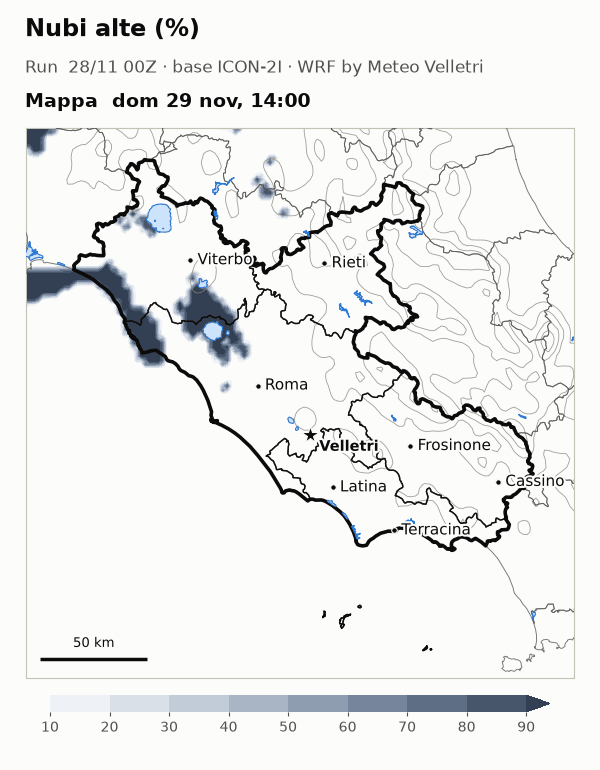 Nubi alte (%)
Run 28/11 00Z · base ICON-2I · WRF by Meteo Velletri
Mappa dom 29 nov, 14:00
Viterbo
Rieti
Roma
Velletri
Frosinone
Latina
Cassino
Terracina
50 km
10 20 30 40 50 60 70 80 90